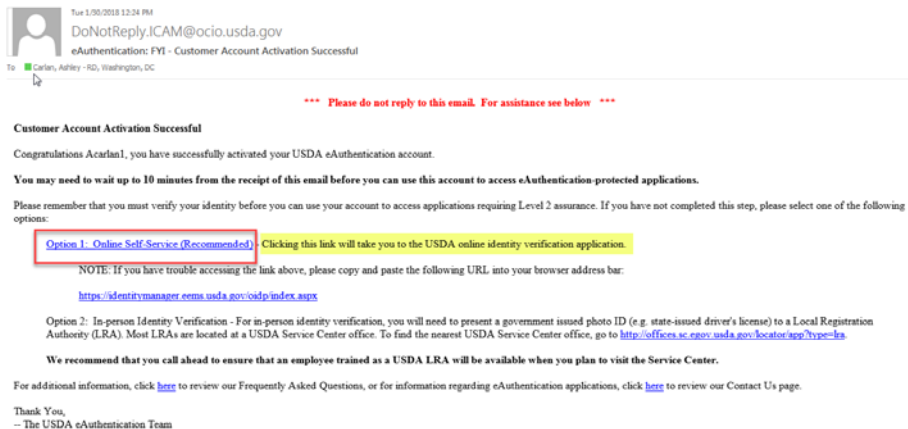 Tue 1/30/2018 12:24 PM
DoNotReply.ICAM@ocio.usda.gov
eAuthentication: FYI - Customer Account Activation Successful
To Carlan, Ashley - RD, Washington, DC
*** Please do not reply to this email. For assistance see below ***
Customer Account Activation Successful
Congratulations Acarlan1, you have successfully activated your USDA eAuthentication account.
You may need to wait up to 10 minutes from the receipt of this email before you can use this account to access eAuthentication-protected applications.
Please remember that you must verify your identity before you can use your account to access applications requiring Level 2 assurance. If you have not completed this step, please select one of the following
options:
Option 1: Online Self-Service (Recommended) - Clicking this link will take you to the USDA online identity verification application.
NOTE: If you have trouble accessing the link above, please copy and paste the following URL into your browser address bar:
https://identitymanager.eems.usda.gov/oidp/index.aspx
Option 2: In-person Identity Verification - For in-person identity verification, you will need to present a government issued photo ID (e.g. state-issued driver's license) to a Local Registration
Authority (LRA). Most LRAs are located at a USDA Service Center office. To find the nearest USDA Service Center office, go to http://offices.sc.egov.usda.gov/locator/app?type=lra.
We recommend that you call ahead to ensure that an employee trained as a USDA LRA will be available when you plan to visit the Service Center.
For additional information, click here to review our Frequently Asked Questions, or for information regarding eAuthentication applications, click here to review our Contact Us page.
Thank You,
-- The USDA eAuthentication Team